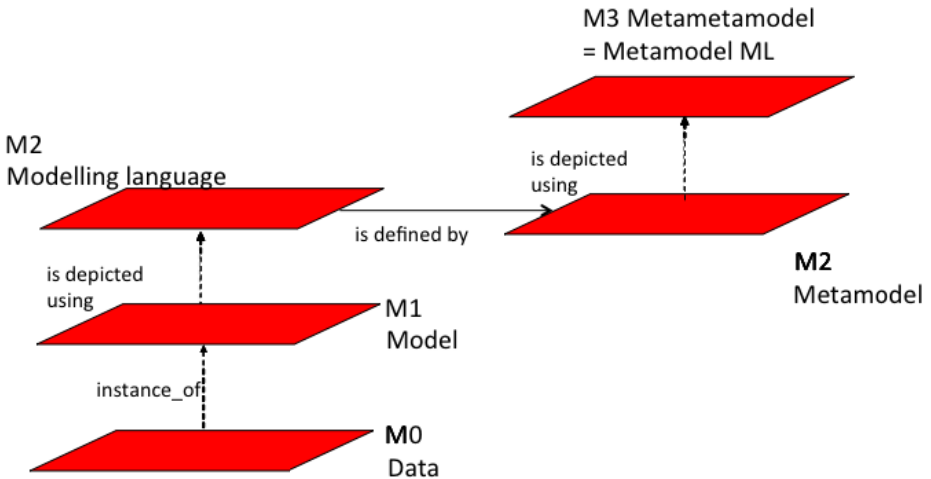 M3 Metametamodel
= Metamodel ML
M2
Modelling language
is depicted
using
is defined by
M2
Metamodel
is depicted
using
M1
Model
instance_of
M0
Data